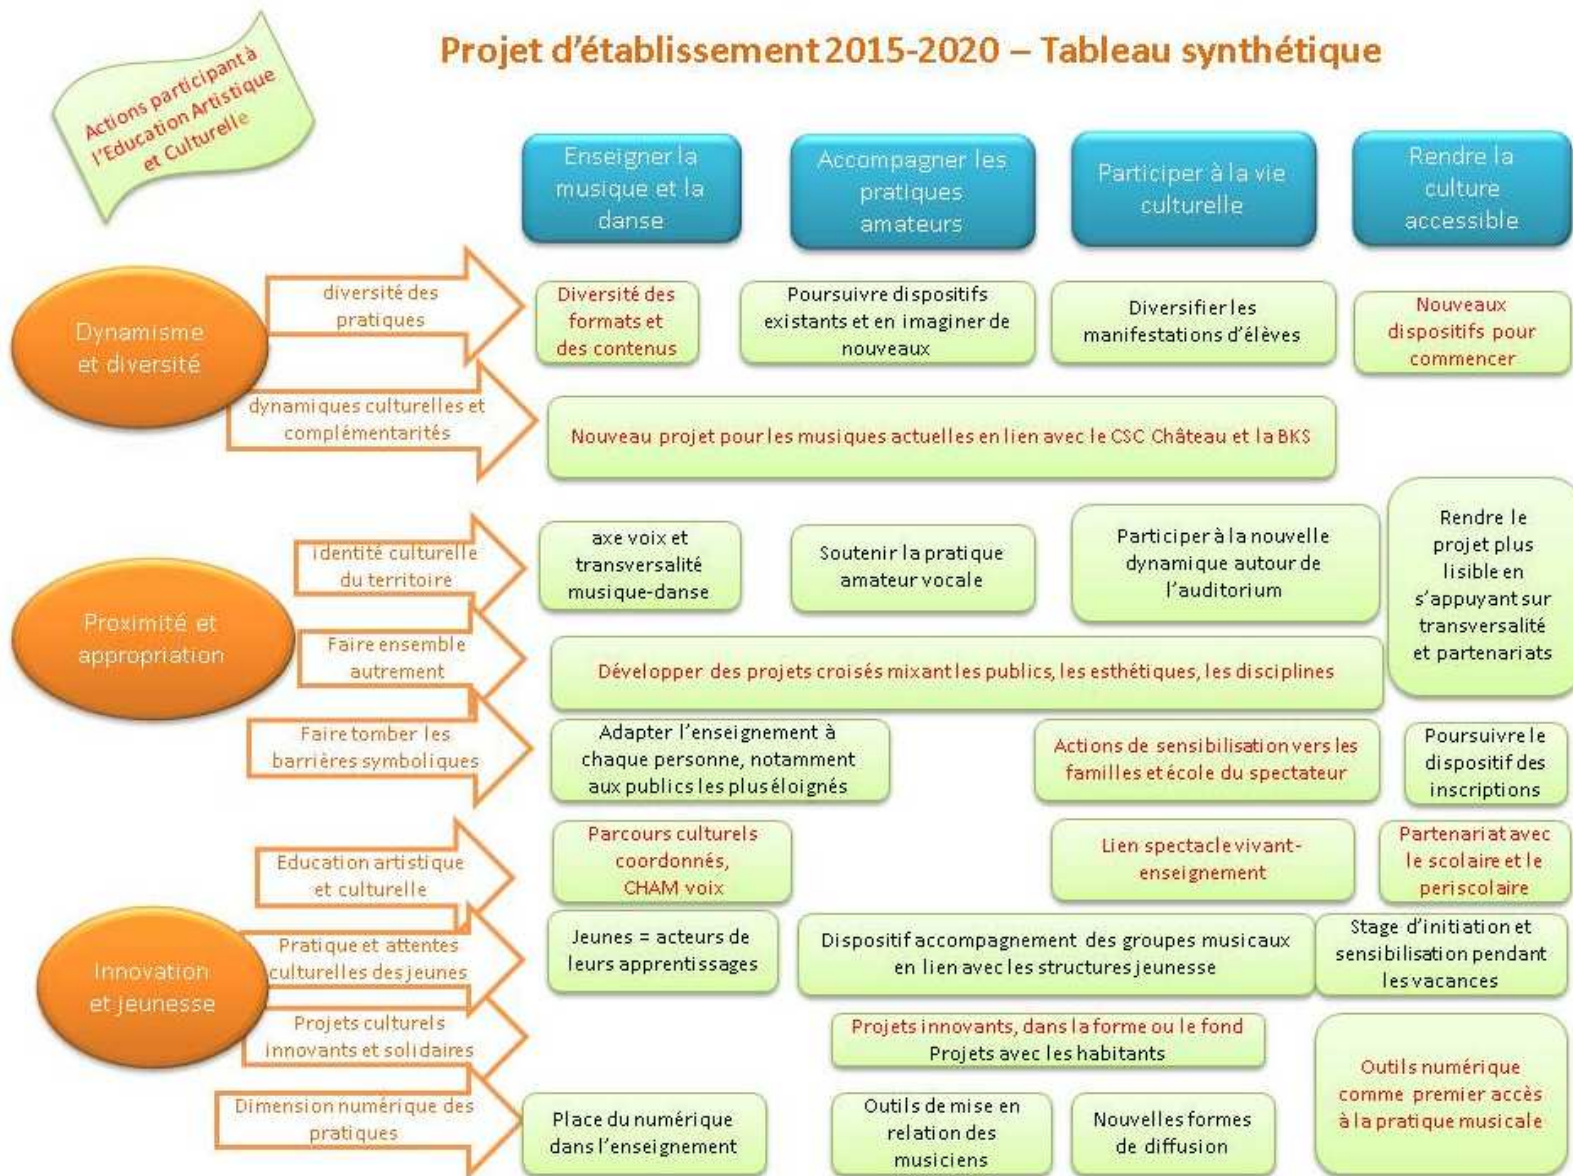 Projet d'établissement 2015-2020 – Tableau synthétique
Actions participant à
l'Education Artistique
et Culturelle
Enseigner la
musique et la
danse
Accompagner les
pratiques
amateurs
Participer à la vie
culturelle
Rendre la
culture
accessible
Dynamisme
et diversité
diversité des
pratiques
Diversité des
formats et
des contenus
Poursuivre dispositifs
existants et en imaginer de
nouveaux
Diversifier les
manifestations d'élèves
Nouveaux
dispositifs pour
commencer
dynamiques culturelles et
complémentarités
Nouveau projet pour les musiques actuelles en lien avec le CSC Château et la BKS
Proximité et
appropriation
identité culturelle
du territoire
axe voix et
transversalité
musique-danse
Soutenir la pratique
amateur vocale
Participer à la nouvelle
dynamique autour de
l'auditorium
Rendre le
projet plus
lisible en
s'appuyant sur
transversalité
et partenariats
Faire ensemble
autrement
Développer des projets croisés mixant les publics, les esthétiques, les disciplines
Faire tomber les
barrières symboliques
Adapter l'enseignement à
chaque personne, notamment
aux publics les plus éloignés
Actions de sensibilisation vers les
familles et école du spectateur
Poursuivre le
dispositif des
inscriptions
Innovation
et jeunesse
Education artistique
et culturelle
Parcours culturels
coordonnés,
CHAM voix
Lien spectacle vivant-
enseignement
Partenariat avec
le scolaire et le
periscolaire
Pratique et attentes
culturelles des jeunes
Jeunes = acteurs de
leurs apprentissages
Dispositif accompagnement des groupes musicaux
en lien avec les structures jeunesse
Stage d'initiation et
sensibilisation pendant
les vacances
Projets culturels
innovants et solidaires
Projets innovants, dans la forme ou le fond
Projets avec les habitants
Outils numérique
comme premier accès
à la pratique musicale
Dimension numérique des
pratiques
Place du numérique
dans l'enseignement
Outils de mise en
relation des
musiciens
Nouvelles formes
de diffusion